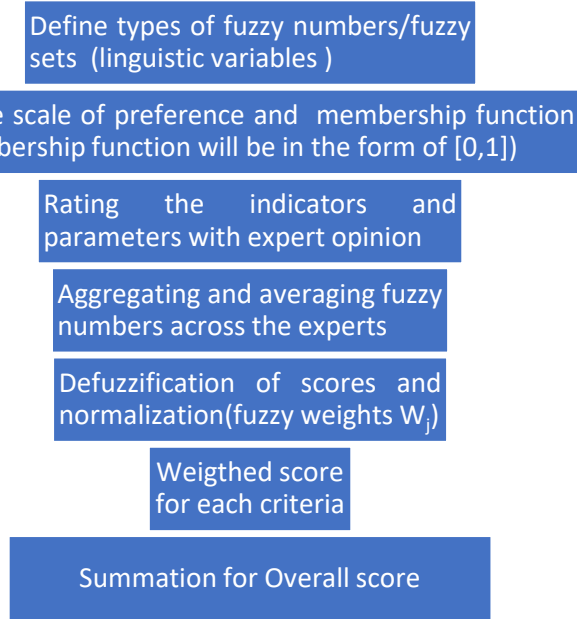 Define types of fuzzy numbers/fuzzy
sets (linguistic variables )
scale of preference and membership function
function will be in the form of [0,1])
Rating the indicators and
parameters with expert opinion
Aggregating and averaging fuzzy
numbers across the experts
Defuzzification of scores and
normalization(fuzzy weights Wj)
Weigthed score
for each criteria
Summation for Overall score